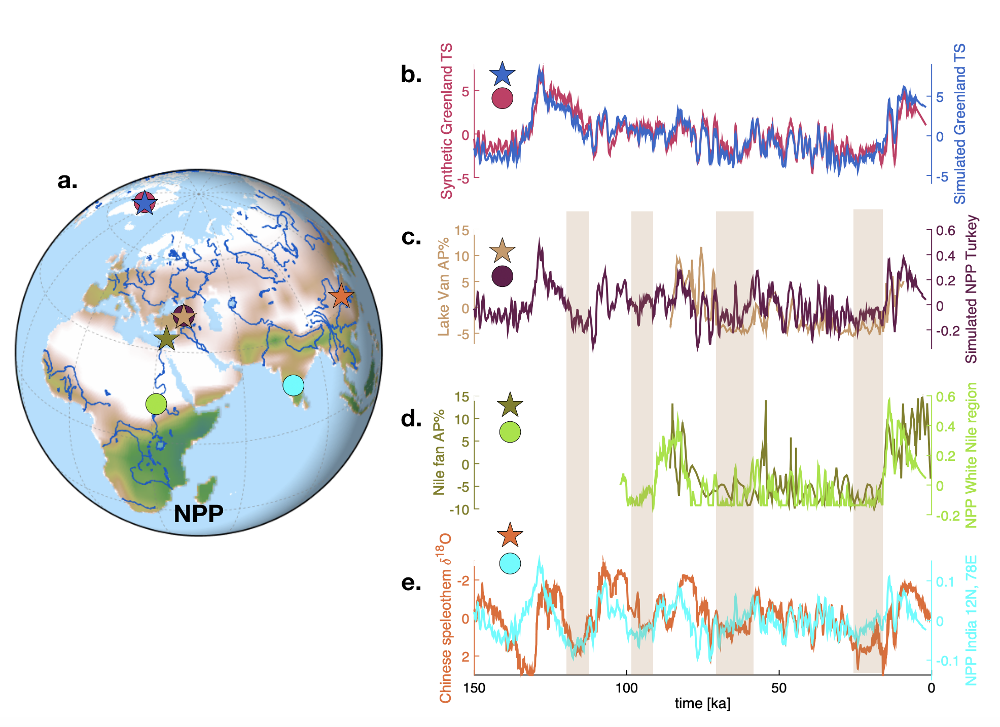 a.
NPP
b.
Synthetic Greenland TS
5
0
-5
Simulated Greenland TS
5
0
-5
c.
Lake Van AP%
15
10
5
0
-5
Simulated NPP Turkey
0.6
0.4
0.2
0
-0.2
d.
Nile fan AP%
15
10
5
0
-5
-10
NPP White Nile region
0.6
0.4
0.2
0
-0.2
e.
Chinese speleothem δ¹⁸O
-2
0
2
NPP India 12N, 78E
0.1
0
-0.1
150 100 50 0
time [ka]